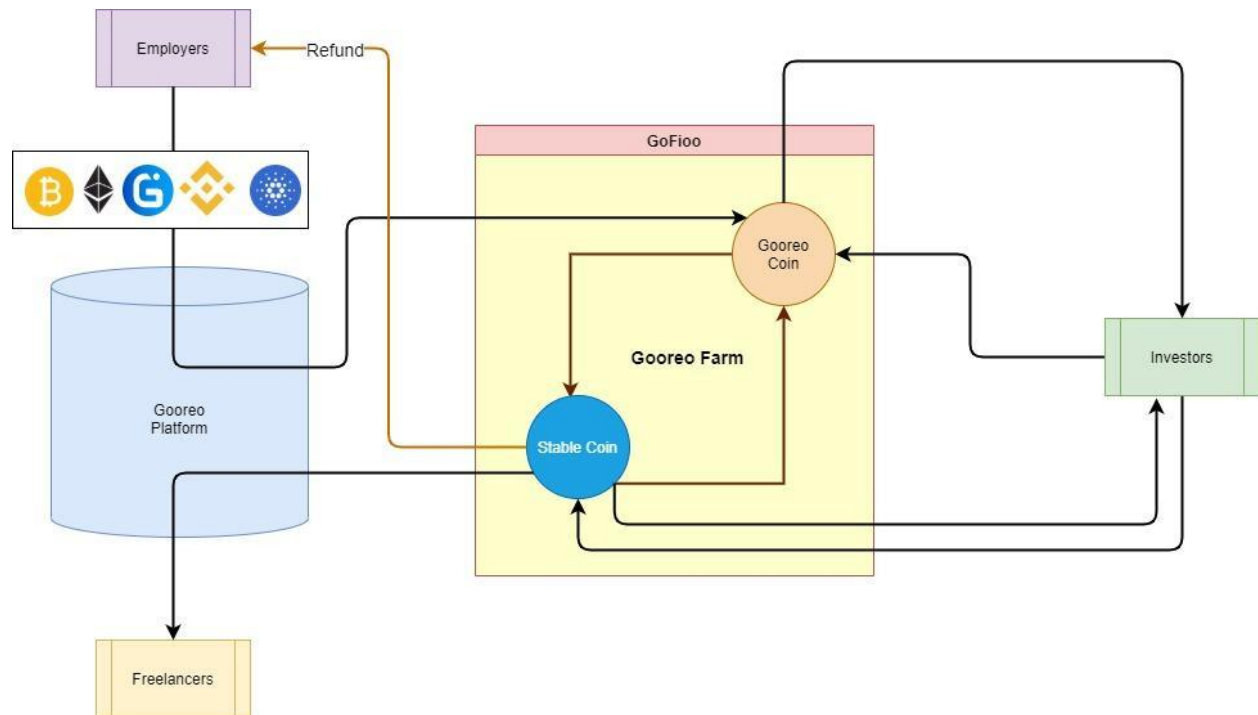 Employers
Refund
GoFioo
Gooreo
Coin
Gooreo Farm
Investors
Gooreo
Platform
Stable Coin
Freelancers